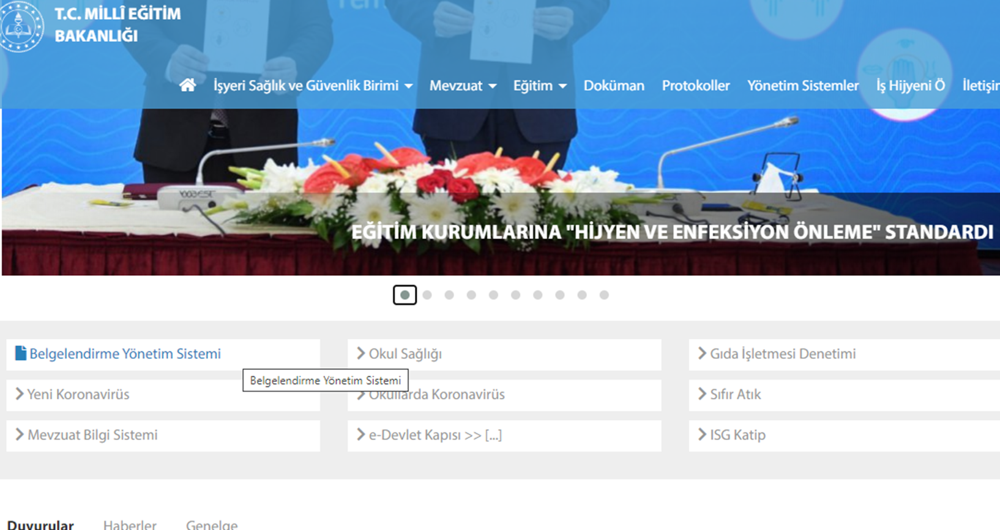 T.C. MİLLÎ EĞİTİM
BAKANLIĞI
İşyeri Sağlık ve Güvenlik Birimi Mevzuat Eğitim Doküman Protokoller Yönetim Sistemler İş Hijyeni Ö İletişim
EĞİTİM KURUMLARINA "HİJYEN VE ENFEKSİYON ÖNLEME" STANDARDI
Belgelendirme Yönetim Sistemi
Okul Sağlığı
Gıda İşletmesi Denetimi
Belgelendirme Yönetim Sistemi
Yeni Koronavirüs
Okullarda Koronavirüs
Sıfır Atık
Mevzuat Bilgi Sistemi
e-Devlet Kapısı >> [...]
ISG Katip
Duyurular Haberler Genelge